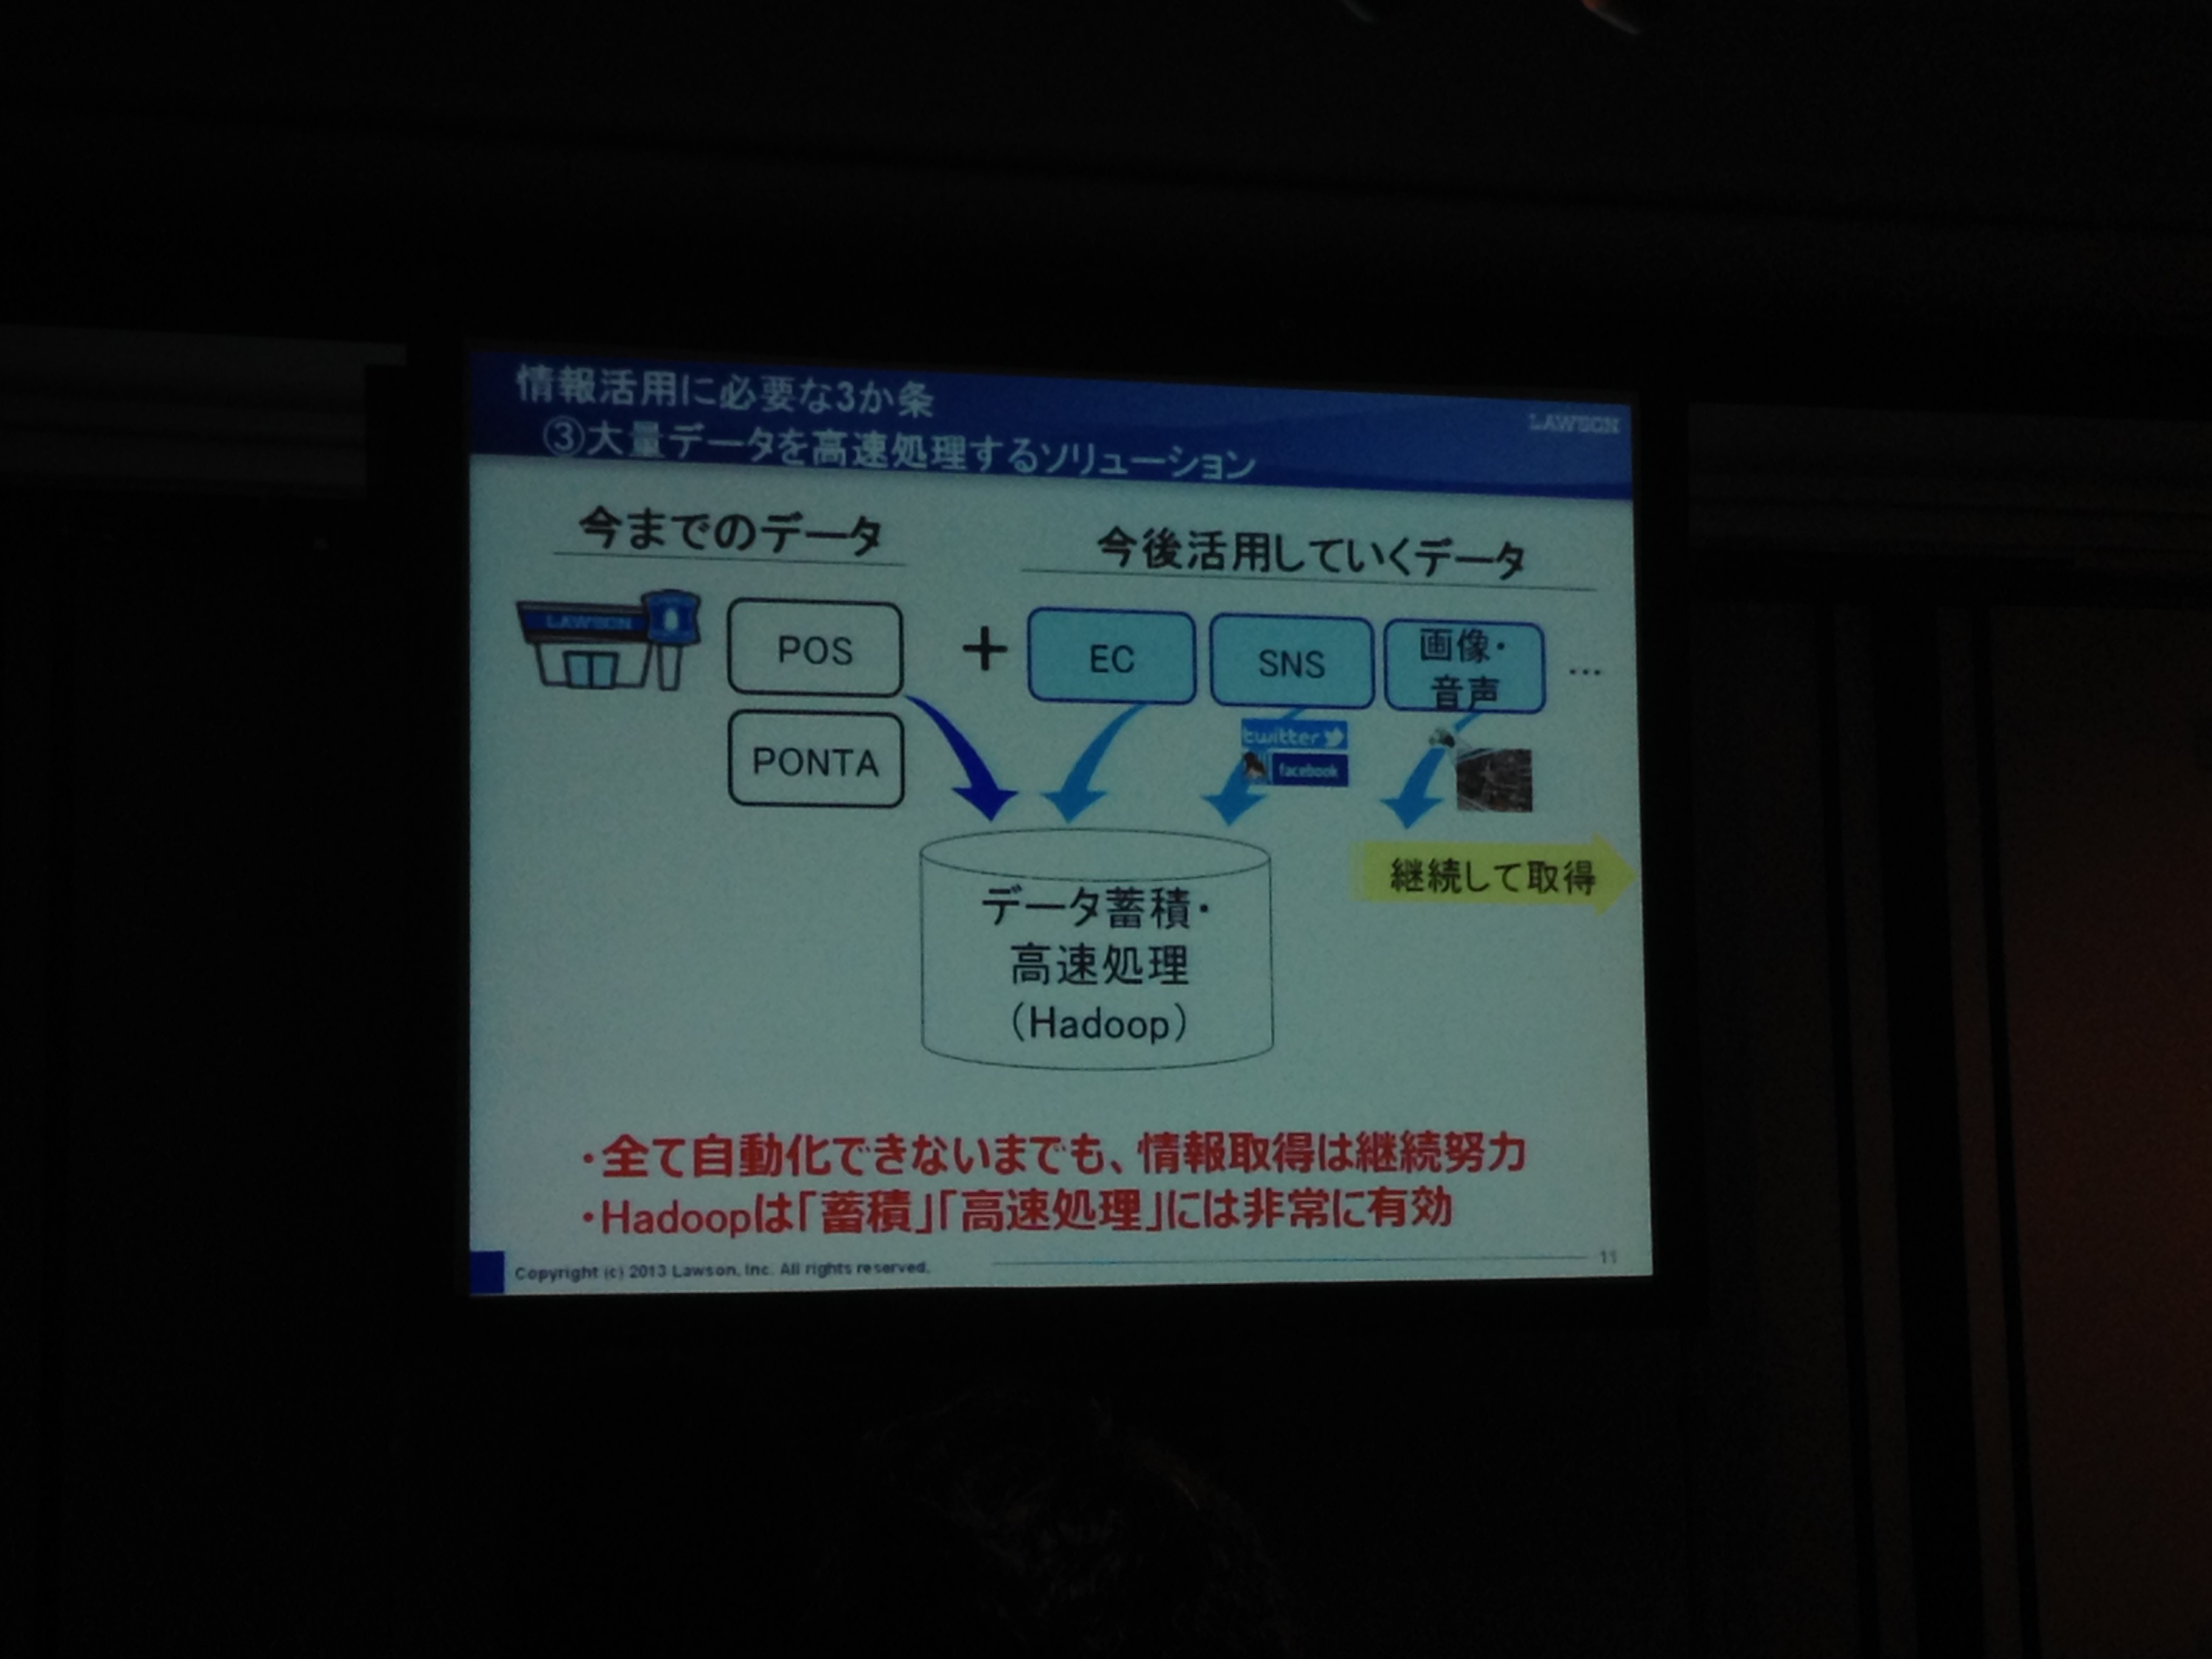 情報活用に必要な3か条
③大量データを高速処理するソリューション
LAWSON
今までのデータ
今後活用していくデータ
LAWSON
POS
+
EC
SNS
画像・
音声
…
PONTA
twitter
facebook
継続して取得
データ蓄積・
高速処理
（Hadoop）
・全て自動化できないまでも、情報取得は継続努力
・Hadoopは「蓄積」「高速処理」には非常に有効
Copyright (c) 2013 Lawson, Inc. All rights reserved.
11